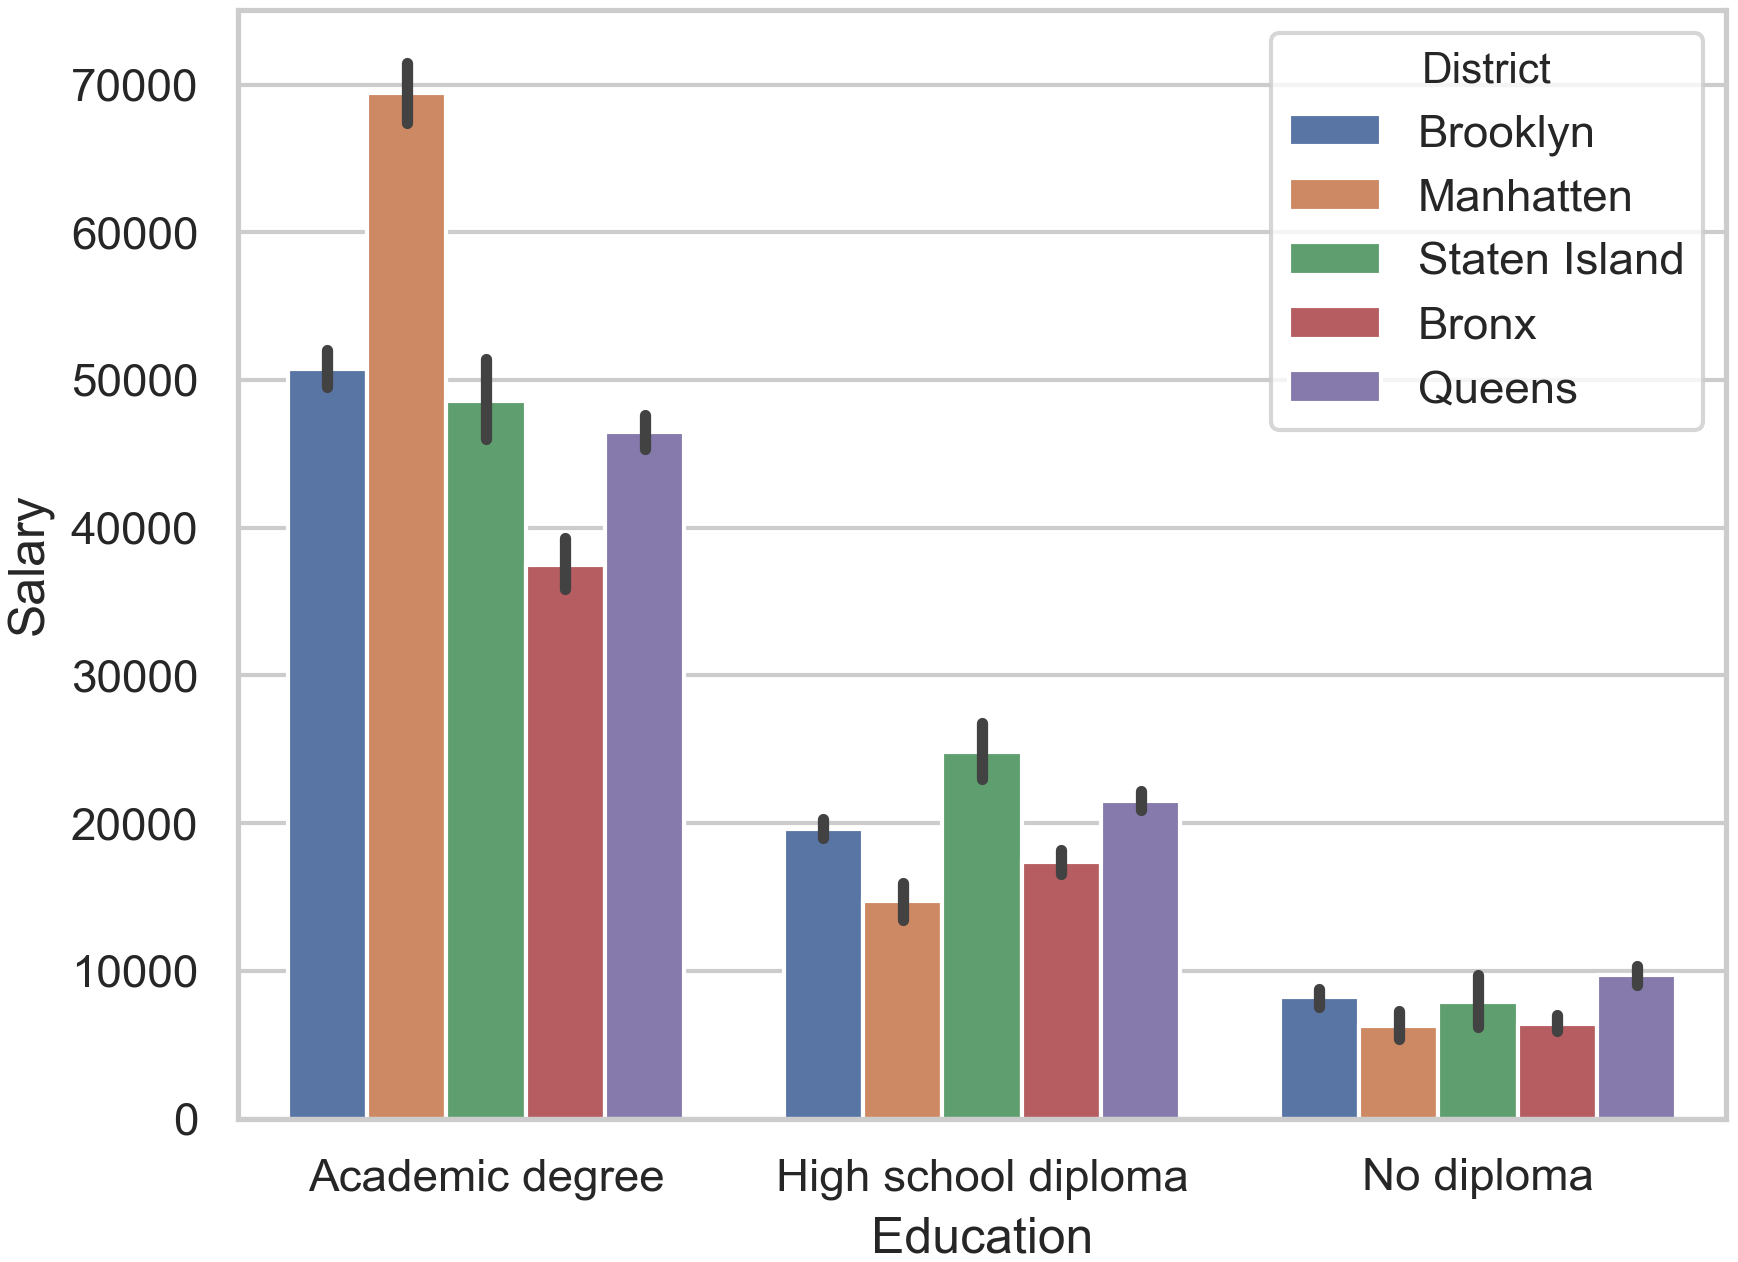 70000
60000
50000
40000
30000
20000
10000
0
Salary
District
Brooklyn
Manhatten
Staten Island
Bronx
Queens
Academic degree
High school diploma
No diploma
Education